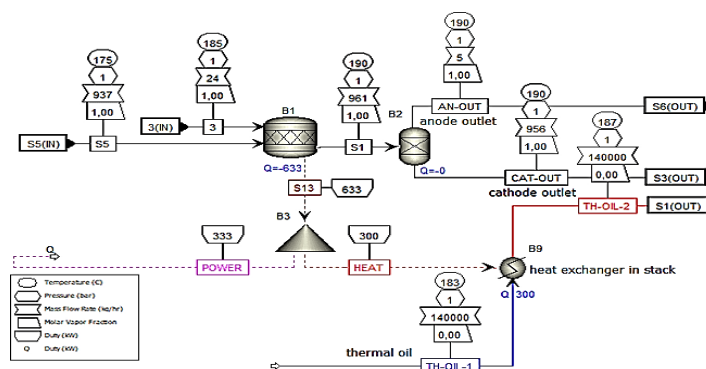 190
1
5
1,00
175
1
937
1,00
185
1
24
1,00
190
1
961
1,00
190
1
956
1,00
187
1
140000
0,00
B1
B2
AN-OUT
S6(OUT)
anode outlet
3(IN)
3
S5(IN)
S5
S1
Q=-633
Q=-0
CAT-OUT
S3(OUT)
cathode outlet
TH-OIL-2
S1(OUT)
S13
633
B3
333
300
B9
Q
POWER
HEAT
heat exchanger in stack
Temperature (C)
Pressure (bar)
Mass Flow Rate (kg/hr)
Molar Vapor Fraction
Duty (kW)
Q Duty (kW)
183
1
140000
0,00
Q 300
thermal oil
TH-OIL-1